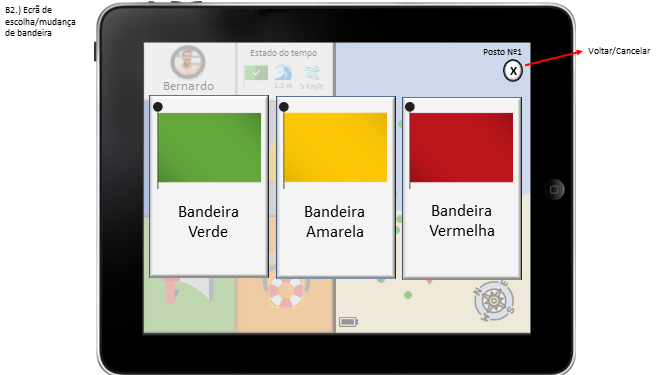 B2.) Ecrã de
escolha/mudança
de bandeira
Estado do tempo
Posto Nº1
Voltar/Cancelar
X
Bernardo
1,2 m
5 Km/h
Bandeira
Verde
Bandeira
Amarela
Bandeira
Vermelha
N
E
S